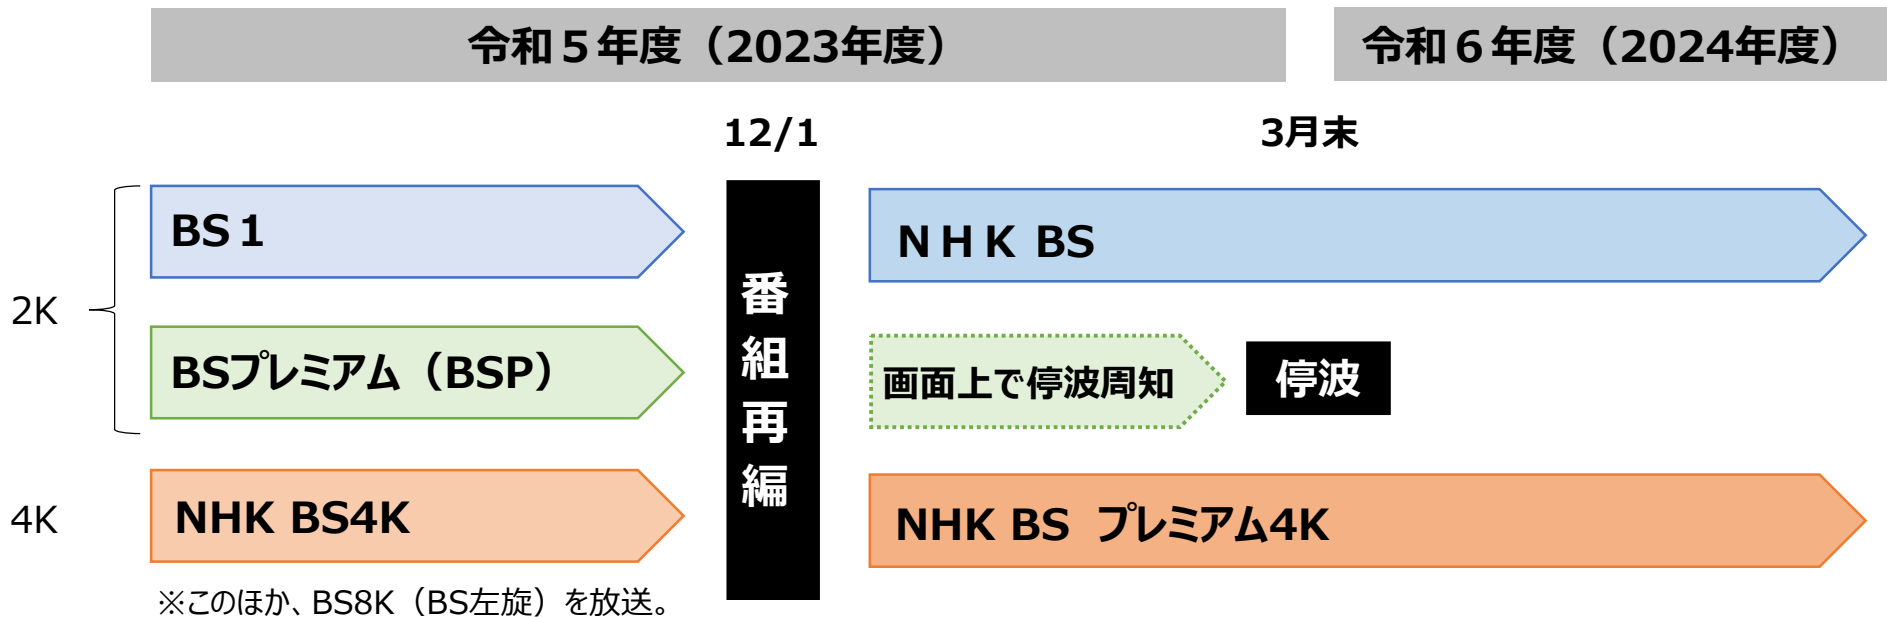 令和５年度（2023年度）
令和６年度（2024年度）
12/1
3月末
2K
BS１
BSプレミアム（BSP）
4K
NHK BS4K
番組再編
ＮＨＫ BS
画面上で停波周知
停波
NHK BS プレミアム4K
※このほか、BS8K（BS左旋）を放送。